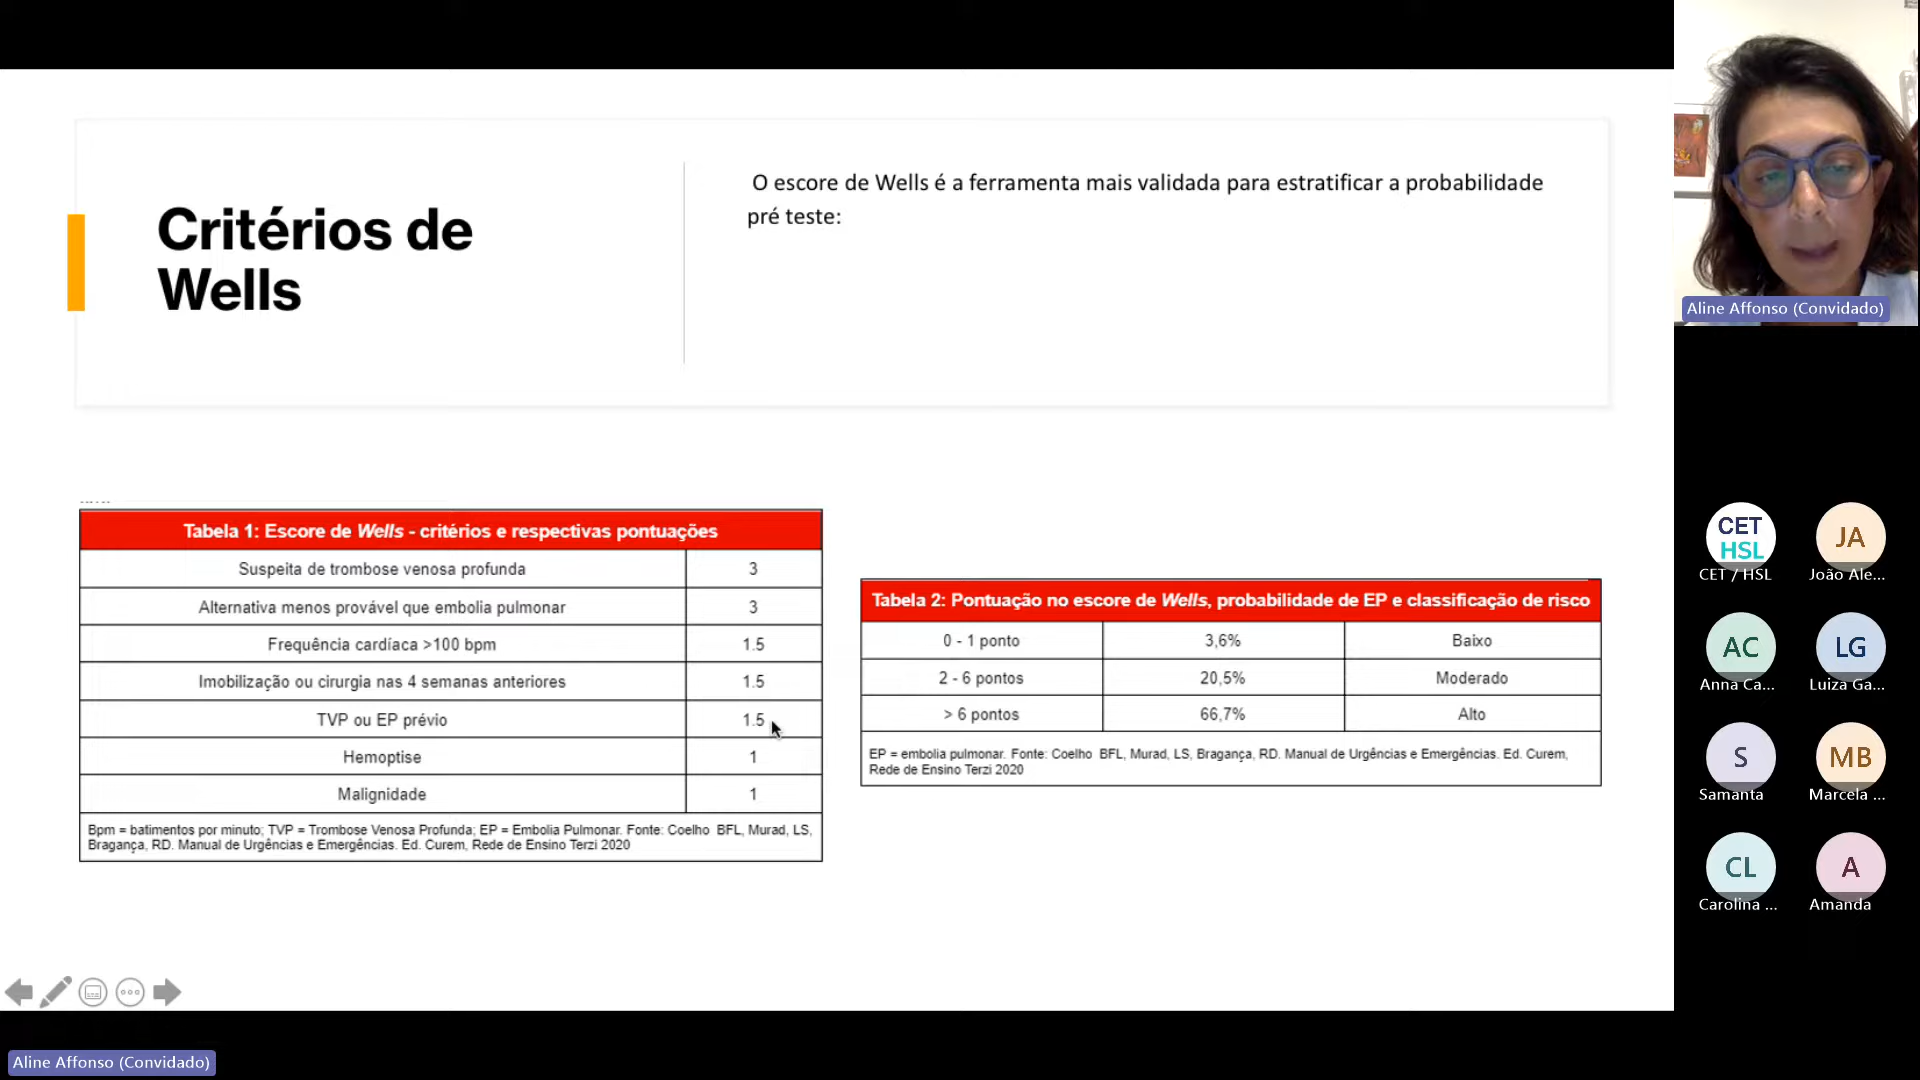 Critérios de
Wells
O escore de Wells é a ferramenta mais validada para estratificar a probabilidade
pré teste:
Tabela 1: Escore de Wells - critérios e respectivas pontuações
Suspeita de trombose venosa profunda 3
Alternativa menos provável que embolia pulmonar 3
Frequência cardíaca >100 bpm 1.5
Imobilização ou cirurgia nas 4 semanas anteriores 1.5
TVP ou EP prévio 1.5
Hemoptise 1
Malignidade 1
Bpm = batimentos por minuto; TVP = Trombose Venosa Profunda; EP = Embolia Pulmonar. Fonte: Coelho BFL, Murad, LS,
Bragança, RD. Manual de Urgências e Emergências. Ed. Curem, Rede de Ensino Terzi 2020
Tabela 2: Pontuação no escore de Wells, probabilidade de EP e classificação de risco
0 - 1 ponto 3,6% Baixo
2 - 6 pontos 20,5% Moderado
> 6 pontos 66,7% Alto
EP = embolia pulmonar. Fonte: Coelho BFL, Murad, LS, Bragança, RD. Manual de Urgências e Emergências. Ed. Curem,
Rede de Ensino Terzi 2020
Aline Affonso (Convidado)
CET
HSL
CET / HSL
JA
João Ale...
AC
Anna Ca...
LG
Luiza Ga...
S
Samanta
MB
Marcela ...
CL
Carolina ...
A
Amanda
Aline Affonso (Convidado)